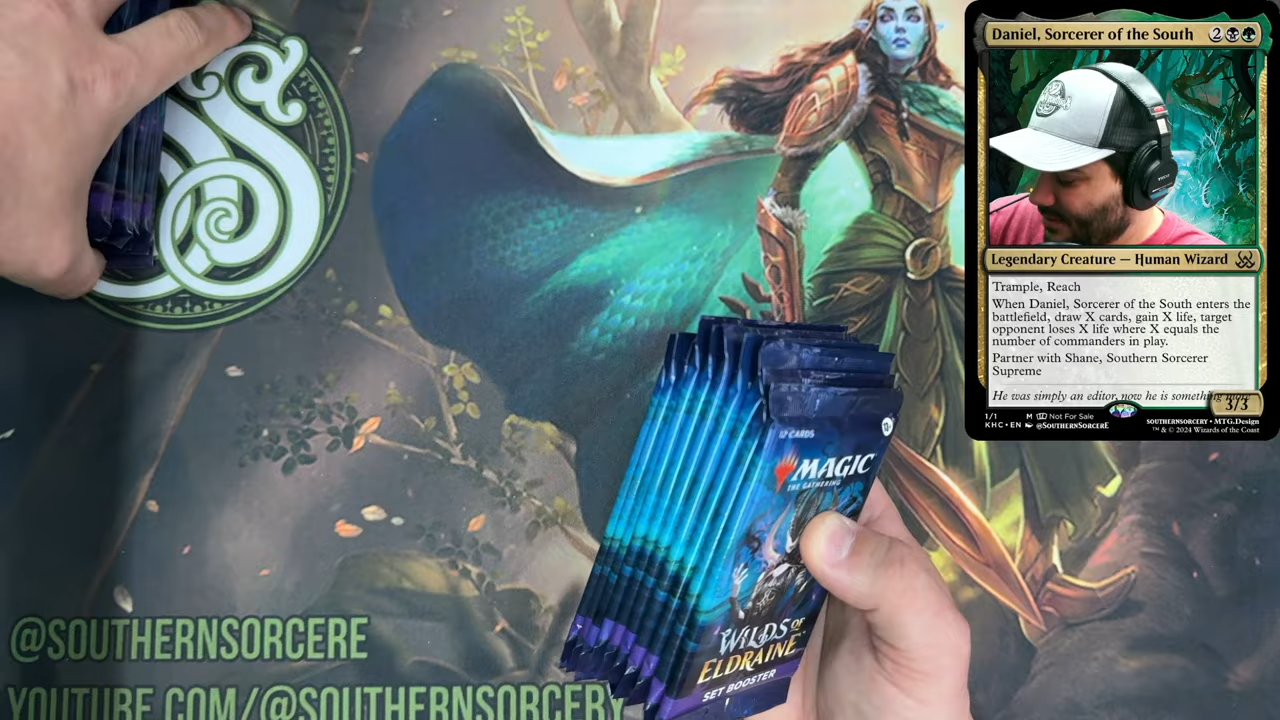 Daniel, Sorcerer of the South 2
Legendary Creature — Human Wizard
Trample, Reach
When Daniel, Sorcerer of the South enters the
battlefield, draw X cards, gain X life, target
opponent loses X life where X equals the
number of commanders in play.
Partner with Shane, Southern Sorcerer
Supreme
He was simply an editor, now he is something more
3/3
1/1 M Not For Sale
KHC • EN @SOUTHERNSORCERE
SOUTHERNSORCERY • MTG.Design
™ & © 2024 Wizards of the Coast
12 CARDS
13+
MAGIC
THE GATHERING
WILDS OF
ELDRAINE
SET BOOSTER
@SOUTHERNSORCERE
YOUTUBE.COM/@SOUTHERNSORCERY